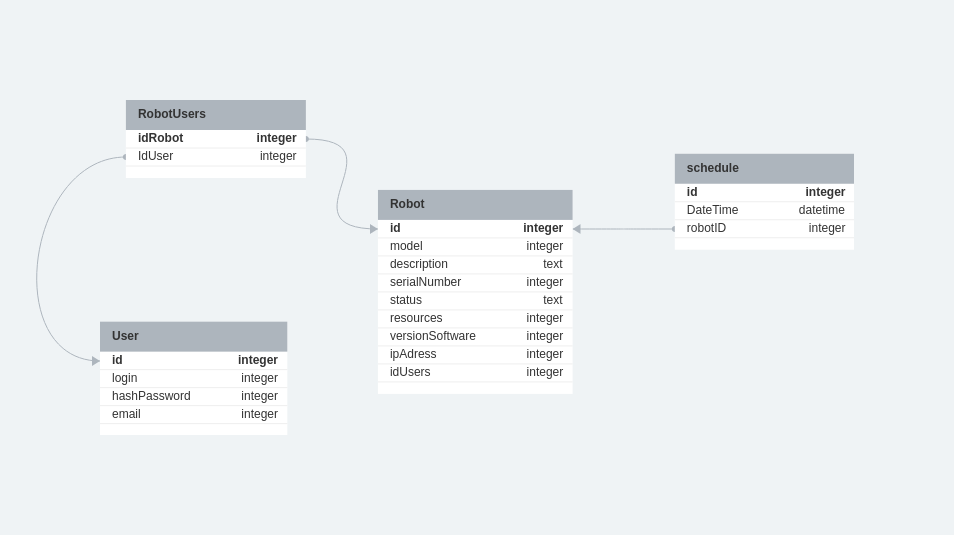 RobotUsers
idRobot integer
IdUser integer
schedule
id integer
DateTime datetime
robotID integer
Robot
id integer
model integer
description text
serialNumber integer
status text
resources integer
versionSoftware integer
ipAdress integer
idUsers integer
User
id integer
login integer
hashPassword integer
email integer